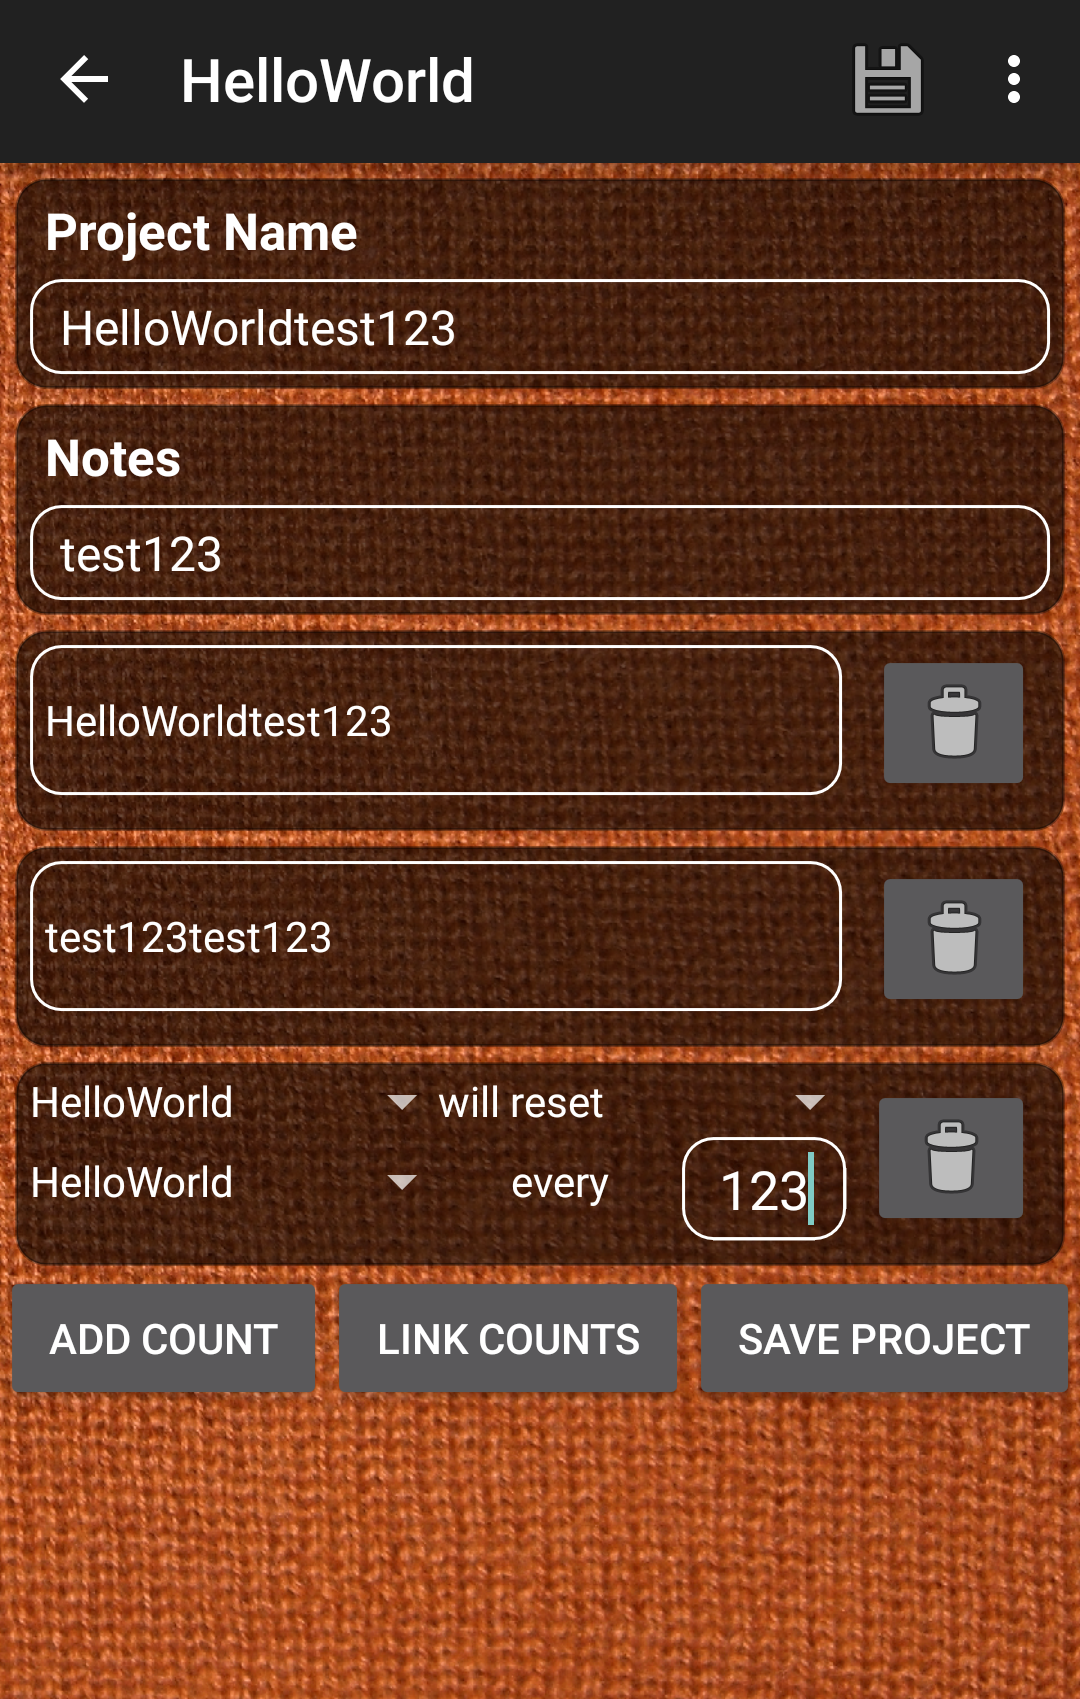 HelloWorld
Project Name
HelloWorldtest123
Notes
test123
HelloWorldtest123
test123test123
HelloWorld will reset
HelloWorld every 123
ADD COUNT LINK COUNTS SAVE PROJECT